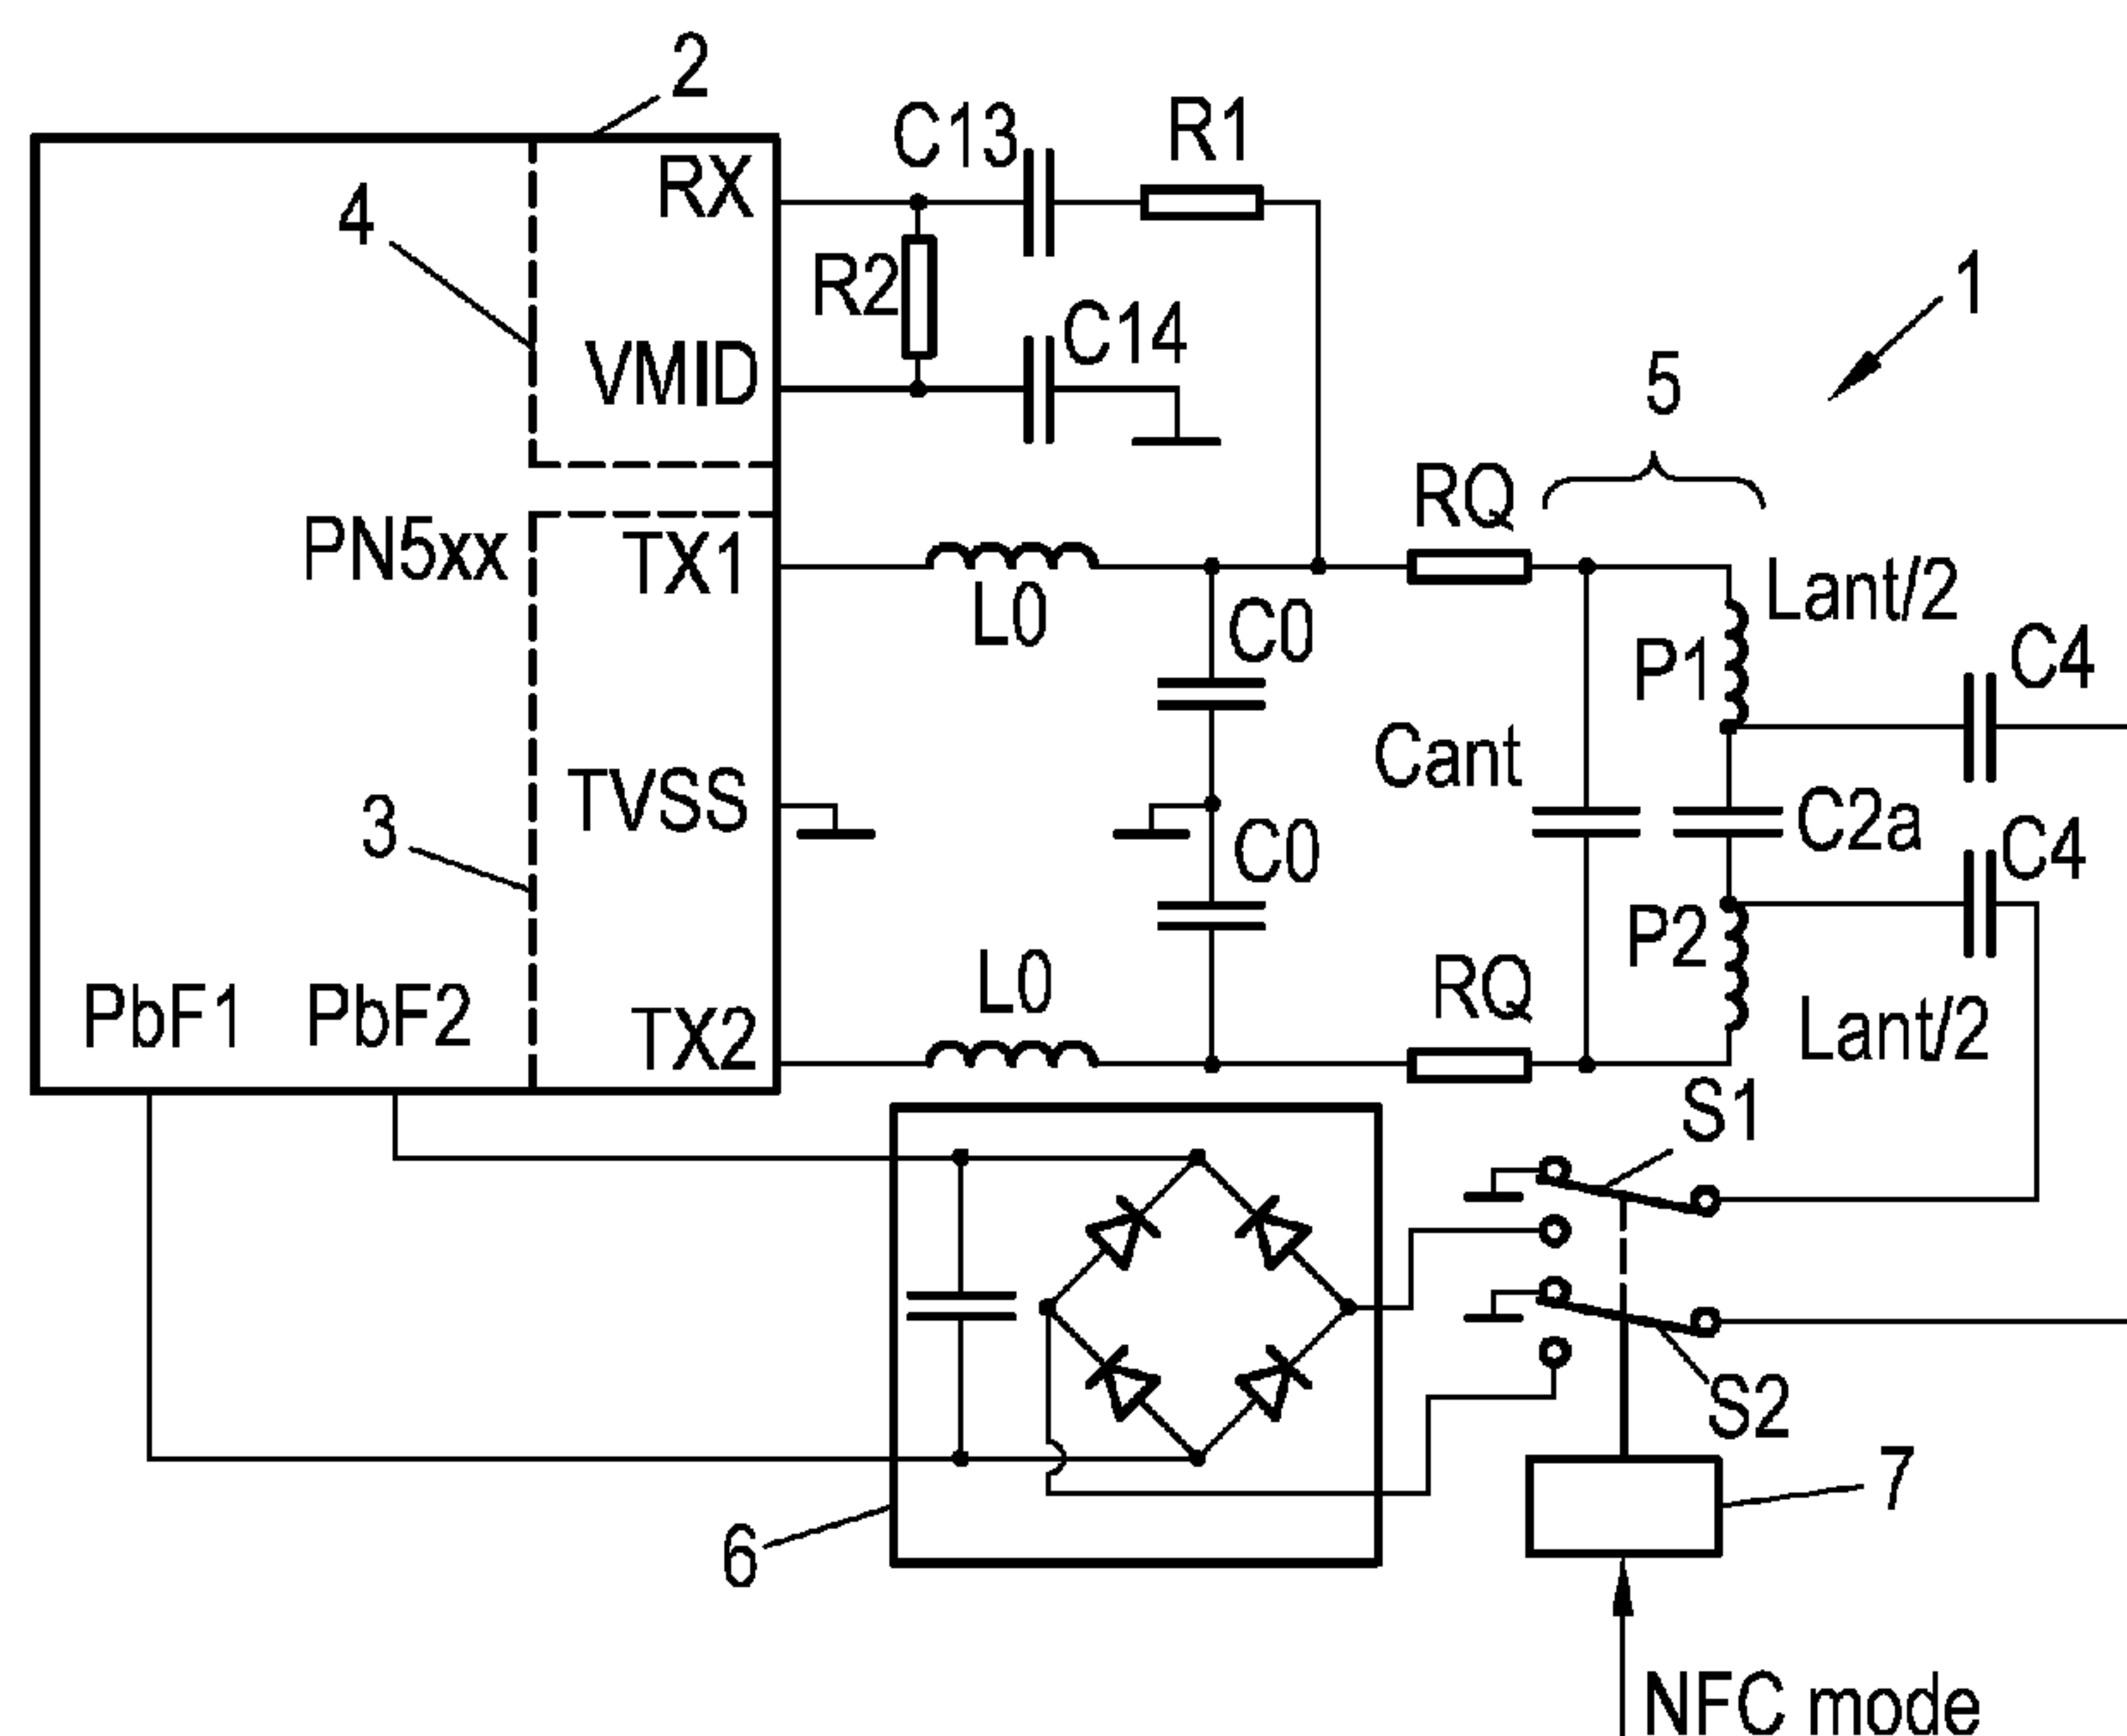 2
C13
R1
RX
4
R2
1
C14
VMID
5
RQ
PN5xx
TX1
Lant/2
L0
C0
P1
C4
Cant
TVSS
C2a
3
C0
C4
P2
L0
RQ
PbF1
PbF2
TX2
Lant/2
S1
S2
7
6
NFC mode